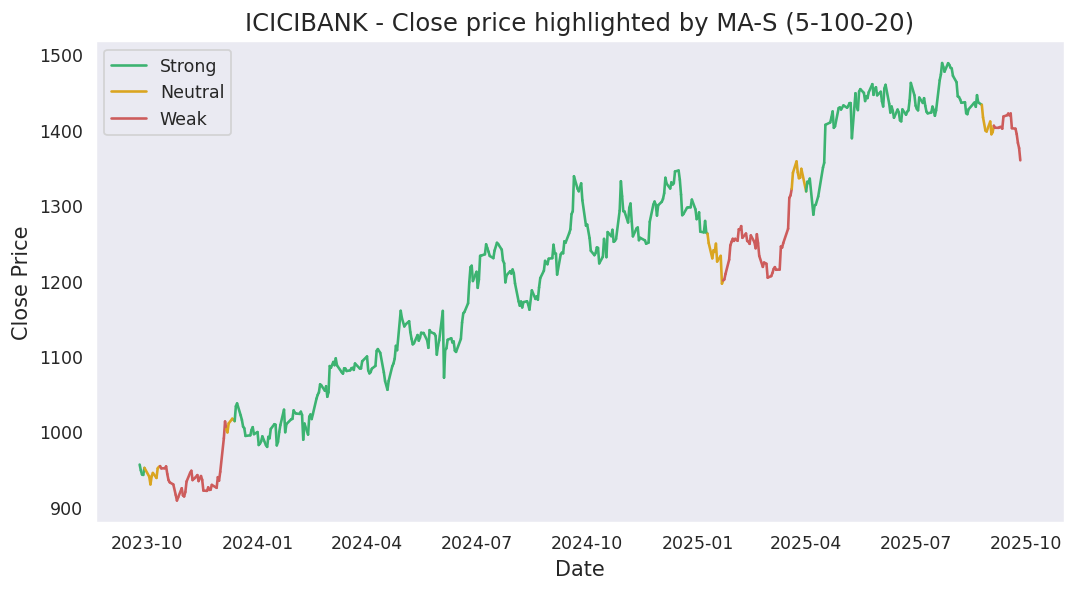 ICICIBANK - Close price highlighted by MA-S (5-100-20)
Strong
Neutral
Weak
Close Price
1500
1400
1300
1200
1100
1000
900
2023-10 2024-01 2024-04 2024-07 2024-10 2025-01 2025-04 2025-07 2025-10
Date